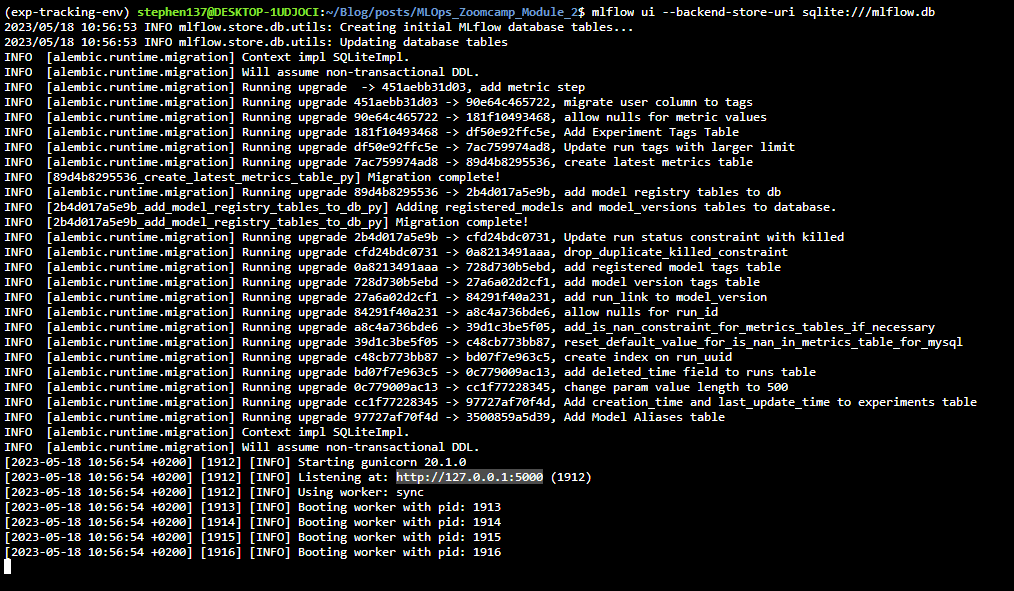 (exp-tracking-env) stephen137@DESKTOP-1UDJOCI:~/Blog/posts/MLOps_Zoomcamp_Module_2$ mlflow ui --backend-store-uri sqlite:///mlflow.db
2023/05/18 10:56:53 INFO mlflow.store.db.utils: Creating initial MLflow database tables...
2023/05/18 10:56:53 INFO mlflow.store.db.utils: Updating database tables
INFO  [alembic.runtime.migration] Context impl SQLiteImpl.
INFO  [alembic.runtime.migration] Will assume non-transactional DDL.
INFO  [alembic.runtime.migration] Running upgrade  -> 451aebb31d03, add metric step
INFO  [alembic.runtime.migration] Running upgrade 451aebb31d03 -> 90e64c465722, migrate user column to tags
INFO  [alembic.runtime.migration] Running upgrade 90e64c465722 -> 181f10493468, allow nulls for metric values
INFO  [alembic.runtime.migration] Running upgrade 181f10493468 -> df50e92ffc5e, Add Experiment Tags Table
INFO  [alembic.runtime.migration] Running upgrade df50e92ffc5e -> 7ac759974ad8, Update run tags with larger limit
INFO  [alembic.runtime.migration] Running upgrade 7ac759974ad8 -> 89d4b8295536, create latest metrics table
INFO  [89d4b8295536_create_latest_metrics_table_py] Migration complete!
INFO  [alembic.runtime.migration] Running upgrade 89d4b8295536 -> 2b4d017a5e9b, add model registry tables to db
INFO  [2b4d017a5e9b_add_model_registry_tables_to_db_py] Adding registered_models and model_versions tables to database.
INFO  [2b4d017a5e9b_add_model_registry_tables_to_db_py] Migration complete!
INFO  [alembic.runtime.migration] Running upgrade 2b4d017a5e9b -> cfd24bdc0731, Update run status constraint with killed
INFO  [alembic.runtime.migration] Running upgrade cfd24bdc0731 -> 0a8213491aaa, drop_duplicate_killed_constraint
INFO  [alembic.runtime.migration] Running upgrade 0a8213491aaa -> 728d730b5ebd, add registered model tags table
INFO  [alembic.runtime.migration] Running upgrade 728d730b5ebd -> 27a6a02d2cf1, add model version tags table
INFO  [alembic.runtime.migration] Running upgrade 27a6a02d2cf1 -> 84291f40a231, add run_link to model_version
INFO  [alembic.runtime.migration] Running upgrade 84291f40a231 -> a8c4a736bde6, allow nulls for run_id
INFO  [alembic.runtime.migration] Running upgrade a8c4a736bde6 -> 39d1c3be5f05, add_is_nan_constraint_for_metrics_tables_if_necessary
INFO  [alembic.runtime.migration] Running upgrade 39d1c3be5f05 -> c48cb773bb87, reset_default_value_for_is_nan_in_metrics_table_for_mysql
INFO  [alembic.runtime.migration] Running upgrade c48cb773bb87 -> bd07f7e963c5, create index on run_uuid
INFO  [alembic.runtime.migration] Running upgrade bd07f7e963c5 -> 0c779009ac13, add deleted_time field to runs table
INFO  [alembic.runtime.migration] Running upgrade 0c779009ac13 -> cc1f77228345, change param value length to 500
INFO  [alembic.runtime.migration] Running upgrade cc1f77228345 -> 97727af70f4d, Add creation_time and last_update_time to experiments table
INFO  [alembic.runtime.migration] Running upgrade 97727af70f4d -> 3500859a5d39, Add Model Aliases table
INFO  [alembic.runtime.migration] Context impl SQLiteImpl.
INFO  [alembic.runtime.migration] Will assume non-transactional DDL.
[2023-05-18 10:56:54 +0200] [1912] [INFO] Starting gunicorn 20.1.0
[2023-05-18 10:56:54 +0200] [1912] [INFO] Listening at: http://127.0.0.1:5000 (1912)
[2023-05-18 10:56:54 +0200] [1912] [INFO] Using worker: sync
[2023-05-18 10:56:54 +0200] [1913] [INFO] Booting worker with pid: 1913
[2023-05-18 10:56:54 +0200] [1914] [INFO] Booting worker with pid: 1914
[2023-05-18 10:56:54 +0200] [1915] [INFO] Booting worker with pid: 1915
[2023-05-18 10:56:54 +0200] [1916] [INFO] Booting worker with pid: 1916